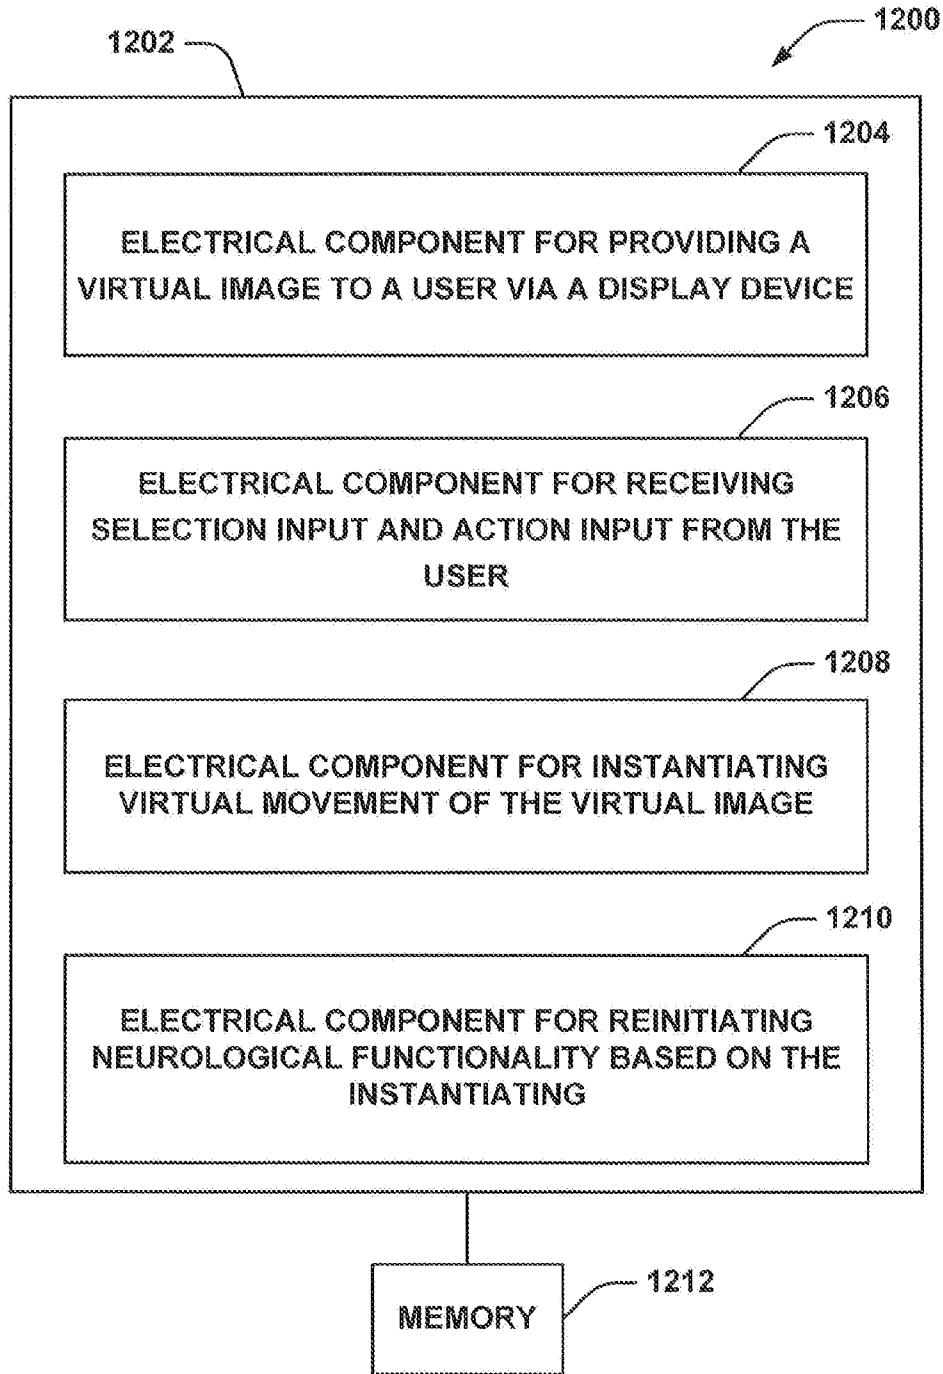 1200
1202
1204
ELECTRICAL COMPONENT FOR PROVIDING A
VIRTUAL IMAGE TO A USER VIA A DISPLAY DEVICE
1206
ELECTRICAL COMPONENT FOR RECEIVING
SELECTION INPUT AND ACTION INPUT FROM THE
USER
1208
ELECTRICAL COMPONENT FOR INSTANTIATING
VIRTUAL MOVEMENT OF THE VIRTUAL IMAGE
1210
ELECTRICAL COMPONENT FOR REINITIATING
NEUROLOGICAL FUNCTIONALITY BASED ON THE
INSTANTIATING
MEMORY
1212